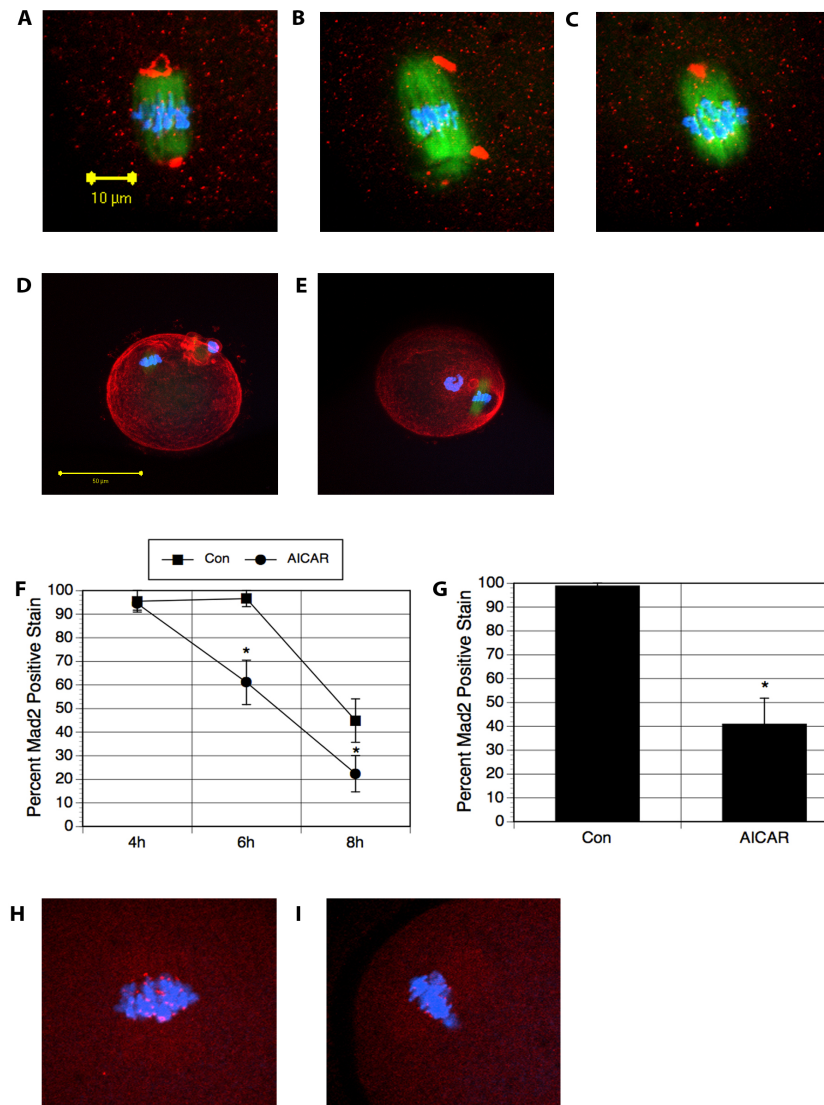 A
B
C
10 µm
D
E
50 µm
Con AICAR
F
Percent Mad2 Positive Stain
100
90
80
70
60
50
40
30
20
10
0
*
*
4h 6h 8h
G
Percent Mad2 Positive Stain
100
90
80
70
60
50
40
30
20
10
0
*
Con AICAR
H
I